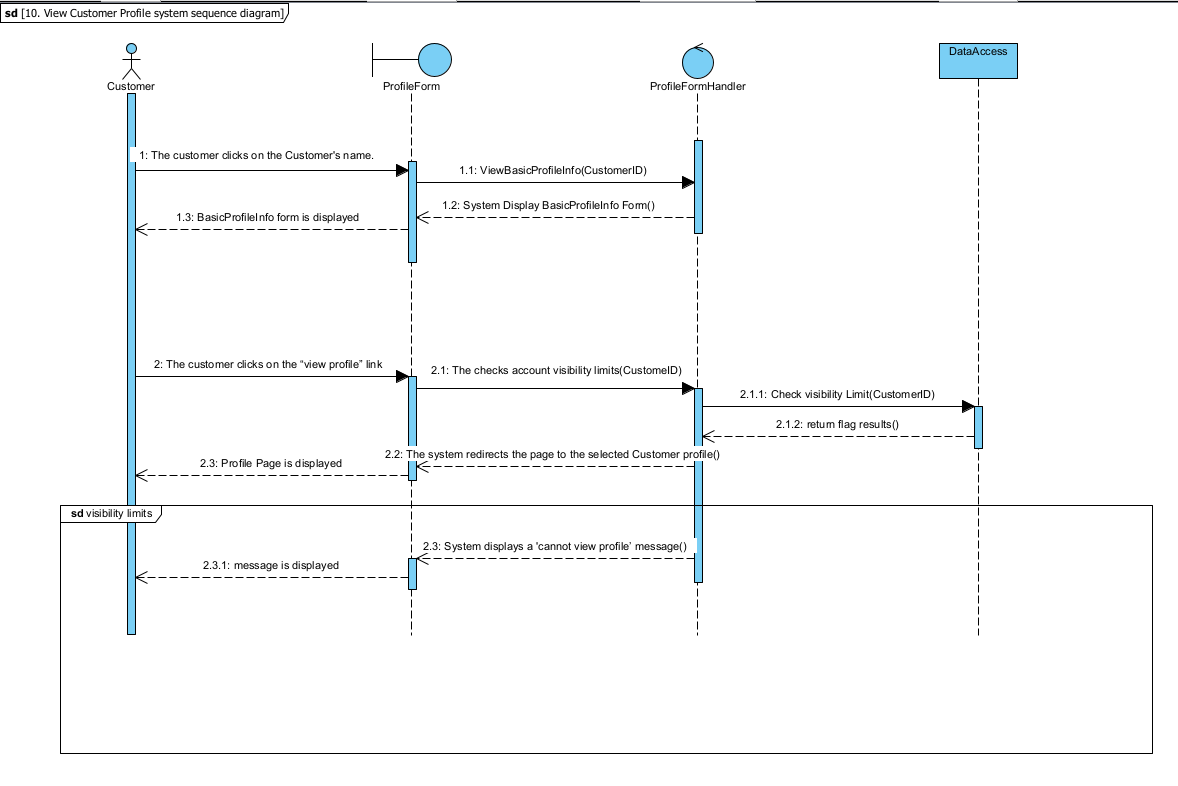 sd [10. View Customer Profile system sequence diagram]
DataAccess
Customer
ProfileForm
ProfileFormHandler
1: The customer clicks on the Customer's name.
1.1: ViewBasicProfileInfo(CustomerID)
1.2: System Display BasicProfileInfo Form()
1.3: BasicProfileInfo form is displayed
2: The customer clicks on the “view profile” link
2.1: The checks account visibility limits(CustomeID)
2.1.1: Check visibility Limit(CustomerID)
2.1.2: return flag results()
2.2: The system redirects the page to the selected Customer profile()
2.3: Profile Page is displayed
sd visibility limits
2.3: System displays a 'cannot view profile’ message()
2.3.1: message is displayed